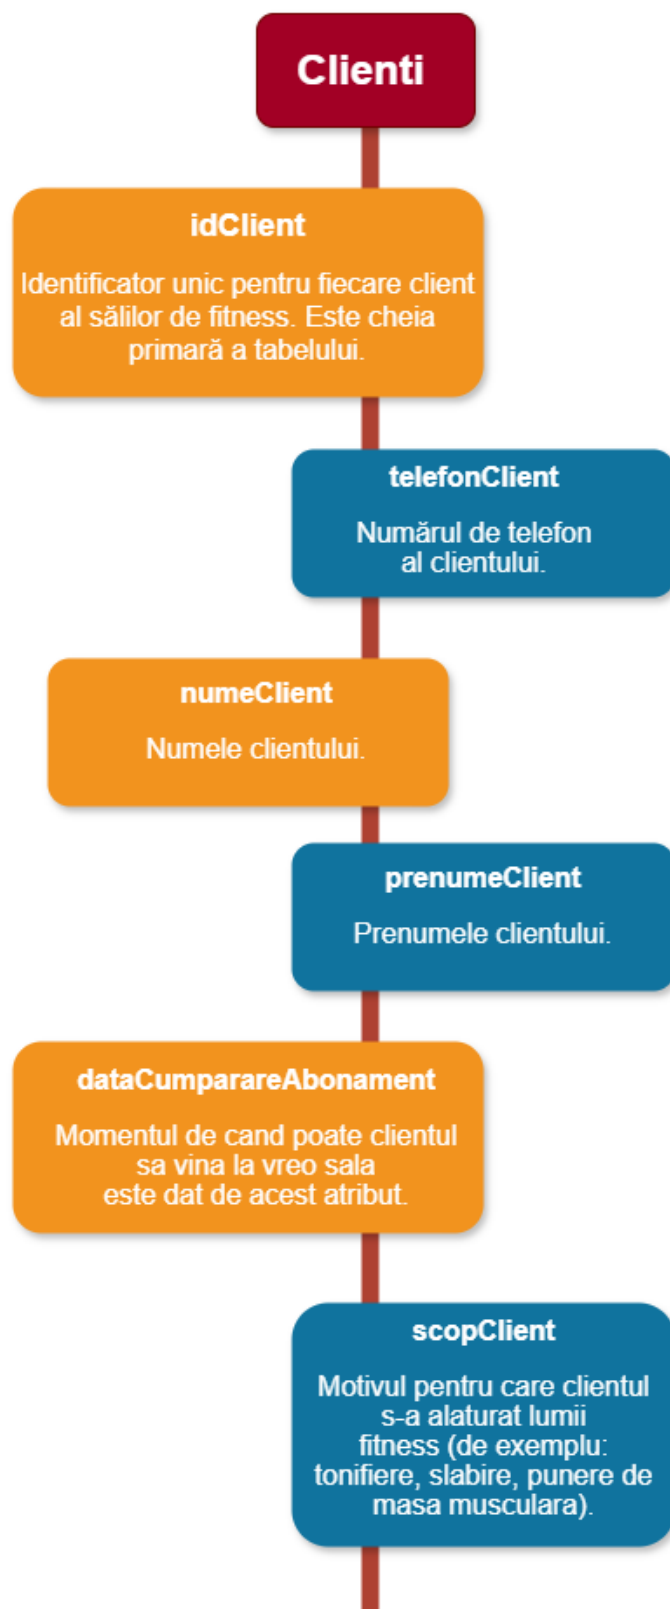 Clienti
idClient
Identificator unic pentru fiecare client
al sălilor de fitness. Este cheia
primară a tabelului.
telefonClient
Numărul de telefon
al clientului.
numeClient
Numele clientului.
prenumeClient
Prenumele clientului.
dataCumparareAbonament
Momentul de cand poate clientul
sa vina la vreo sala
este dat de acest atribut.
scopClient
Motivul pentru care clientul
s-a alaturat lumii
fitness (de exemplu:
tonifiere, slabire, punere de
masa musculara).